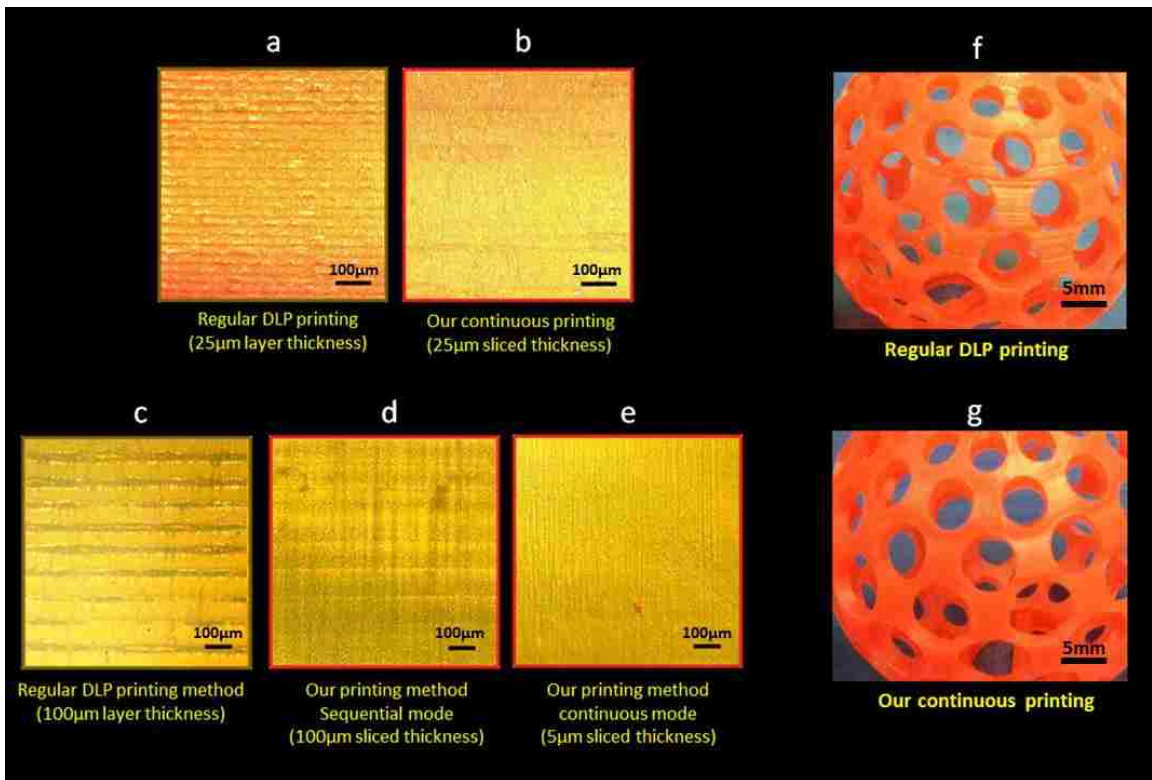 a
b
100µm
100µm
Regular DLP printing
(25µm layer thickness)
Our continuous printing
(25µm sliced thickness)
f
5mm
Regular DLP printing
c
d
e
100µm
100µm
100µm
Regular DLP printing method
(100µm layer thickness)
Our printing method
Sequential mode
(100µm sliced thickness)
Our printing method
continuous mode
(5µm sliced thickness)
g
5mm
Our continuous printing